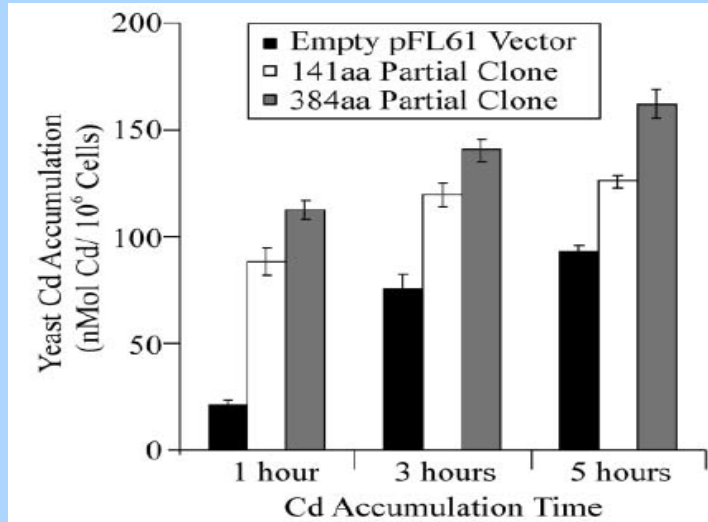 200
150
100
50
0
Empty pFL61 Vector
141aa Partial Clone
384aa Partial Clone
Yeast Cd Accumulation
(nMol Cd/ 10⁶ Cells)
1 hour 3 hours 5 hours
Cd Accumulation Time